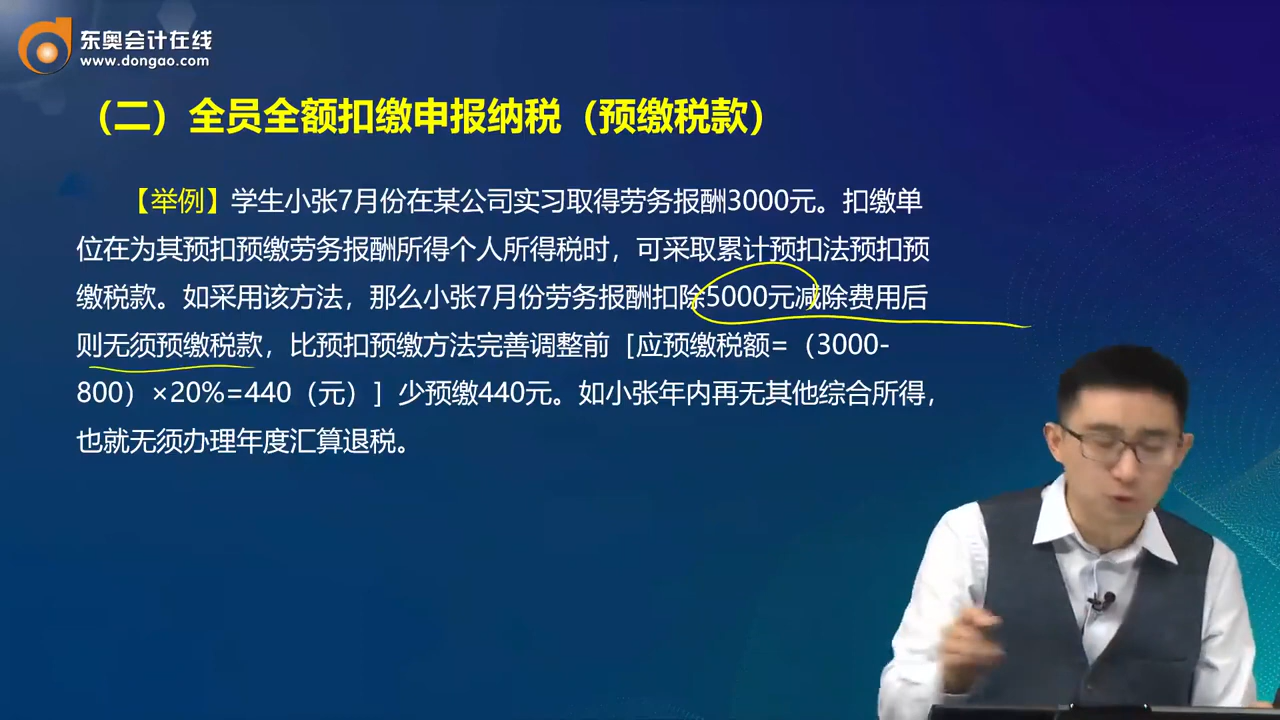 东奥会计在线
www.dongao.com
（二）全员全额扣缴申报纳税（预缴税款）
【举例】学生小张7月份在某公司实习取得劳务报酬3000元。扣缴单
位在为其预扣预缴劳务报酬所得个人所得税时，可采取累计预扣法预扣预
缴税款。如采用该方法，那么小张7月份劳务报酬扣除5000元减除费用后
则无须预缴税款，比预扣预缴方法完善调整前［应预缴税额=（3000-
800）×20%=440（元）］少预缴440元。如小张年内再无其他综合所得，
也就无须办理年度汇算退税。